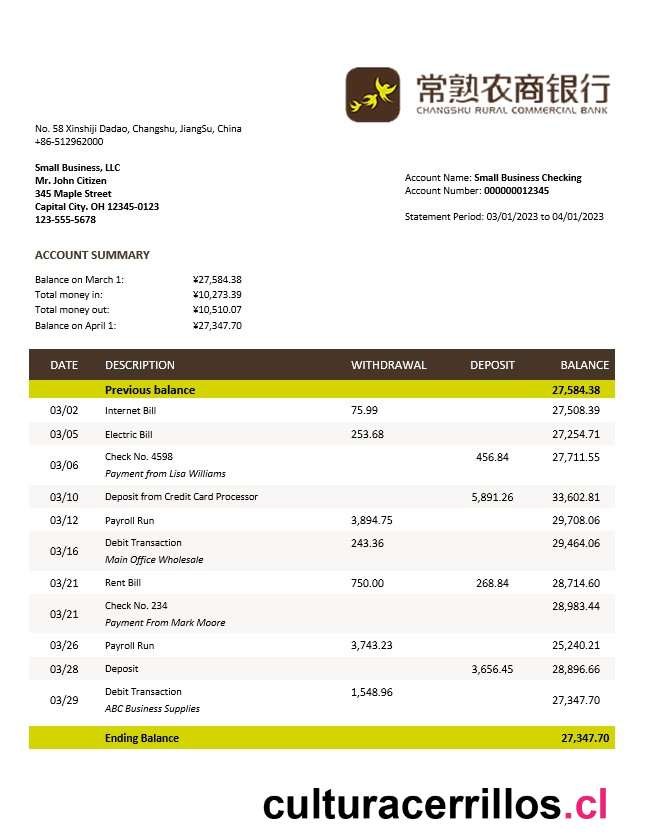 常熟农商银行
CHANGSHU RURAL COMMERCIAL BANK
No. 58 Xinshiji Dadao, Changshu, JiangSu, China
+86-512962000
Small Business, LLC
Mr. John Citizen
345 Maple Street
Capital City. OH 12345-0123
123-555-5678
Account Name: Small Business Checking
Account Number: 000000012345
Statement Period: 03/01/2023 to 04/01/2023
ACCOUNT SUMMARY
Balance on March 1: ¥27,584.38
Total money in: ¥10,273.39
Total money out: ¥10,510.07
Balance on April 1: ¥27,347.70
DATE DESCRIPTION WITHDRAWAL DEPOSIT BALANCE
Previous balance 27,584.38
03/02 Internet Bill 75.99 27,508.39
03/05 Electric Bill 253.68 27,254.71
03/06 Check No. 4598 456.84 27,711.55
Payment from Lisa Williams
03/10 Deposit from Credit Card Processor 5,891.26 33,602.81
03/12 Payroll Run 3,894.75 29,708.06
03/16 Debit Transaction 243.36 29,464.06
Main Office Wholesale
03/21 Rent Bill 750.00 268.84 28,714.60
03/21 Check No. 234 28,983.44
Payment From Mark Moore
03/26 Payroll Run 3,743.23 25,240.21
03/28 Deposit 3,656.45 28,896.66
03/29 Debit Transaction 1,548.96 27,347.70
ABC Business Supplies
Ending Balance 27,347.70
culturacerrillos.cl